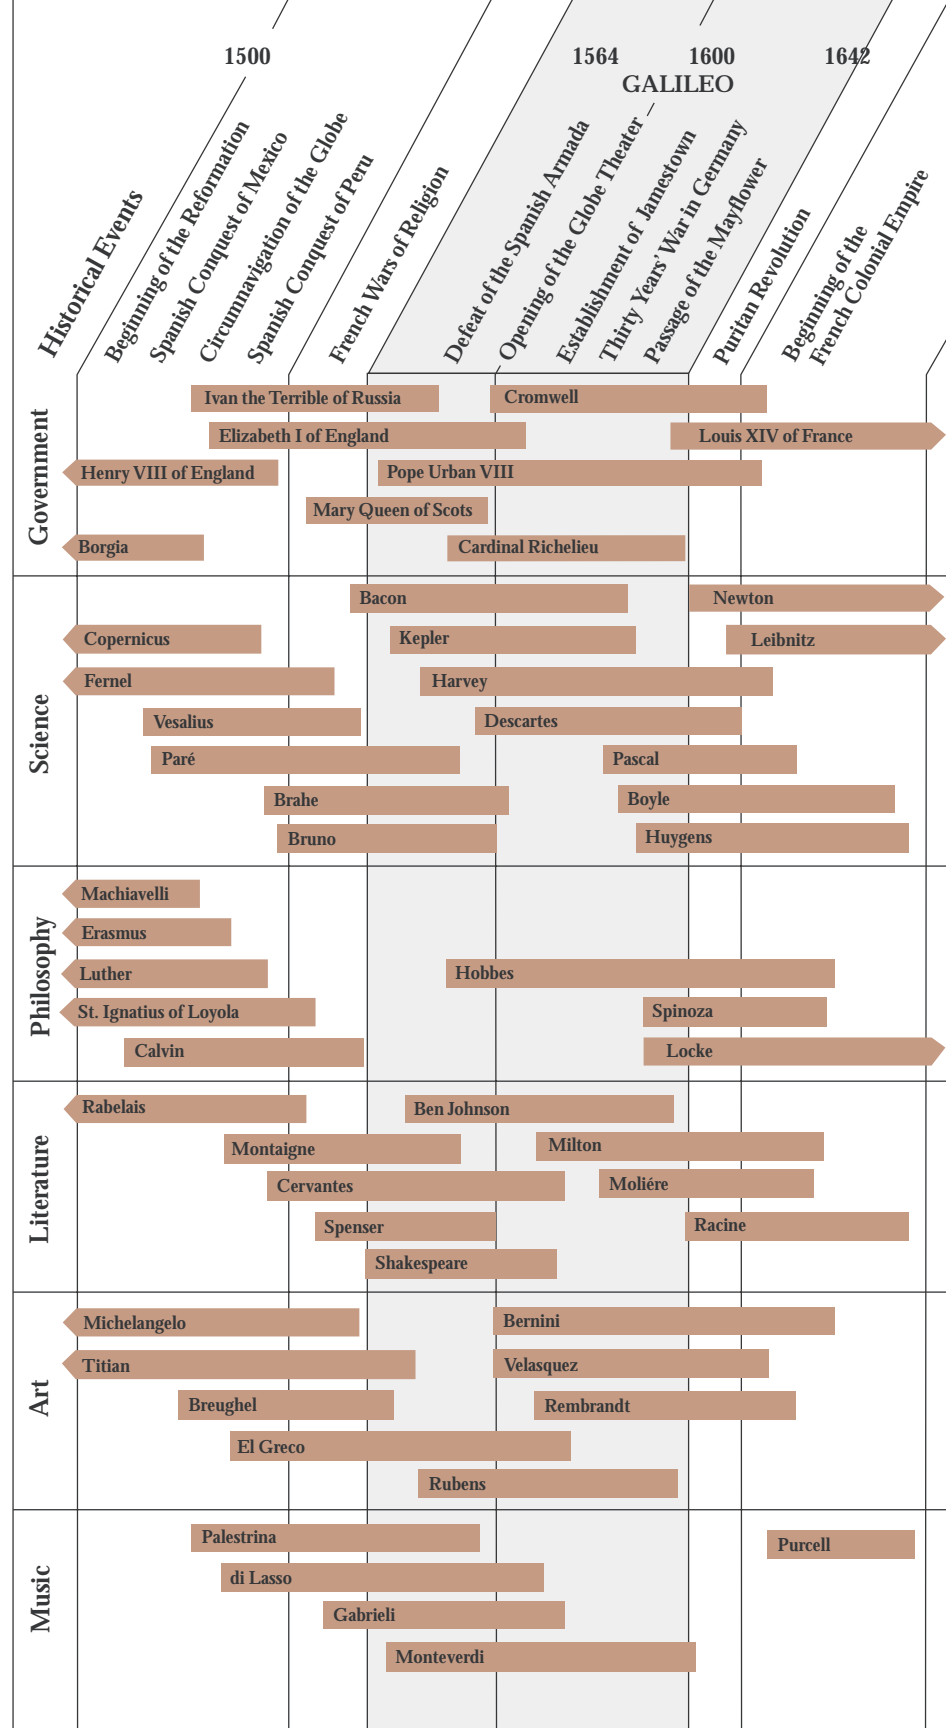 1500
1564
1600
1642
GALILEO
Historical Events
Beginning of the Reformation
Spanish Conquest of Mexico
Circumnavigation of the Globe
Spanish Conquest of Peru
French Wars of Religion
Defeat of the Spanish Armada
Opening of the Globe Theater
Establishment of Jamestown
Thirty Years' War in Germany
Passage of the Mayflower
Puritan Revolution
Beginning of the
French Colonial Empire
Government
Ivan the Terrible of Russia
Cromwell
Elizabeth I of England
Louis XIV of France
Henry VIII of England
Pope Urban VIII
Mary Queen of Scots
Borgia
Cardinal Richelieu
Science
Bacon
Newton
Copernicus
Kepler
Leibnitz
Fernel
Harvey
Vesalius
Descartes
Paré
Pascal
Brahe
Boyle
Bruno
Huygens
Philosophy
Machiavelli
Erasmus
Luther
Hobbes
St. Ignatius of Loyola
Spinoza
Calvin
Locke
Literature
Rabelais
Ben Johnson
Montaigne
Milton
Cervantes
Moliére
Spenser
Racine
Shakespeare
Art
Michelangelo
Bernini
Titian
Velasquez
Breughel
Rembrandt
El Greco
Rubens
Music
Palestrina
Purcell
di Lasso
Gabrieli
Monteverdi